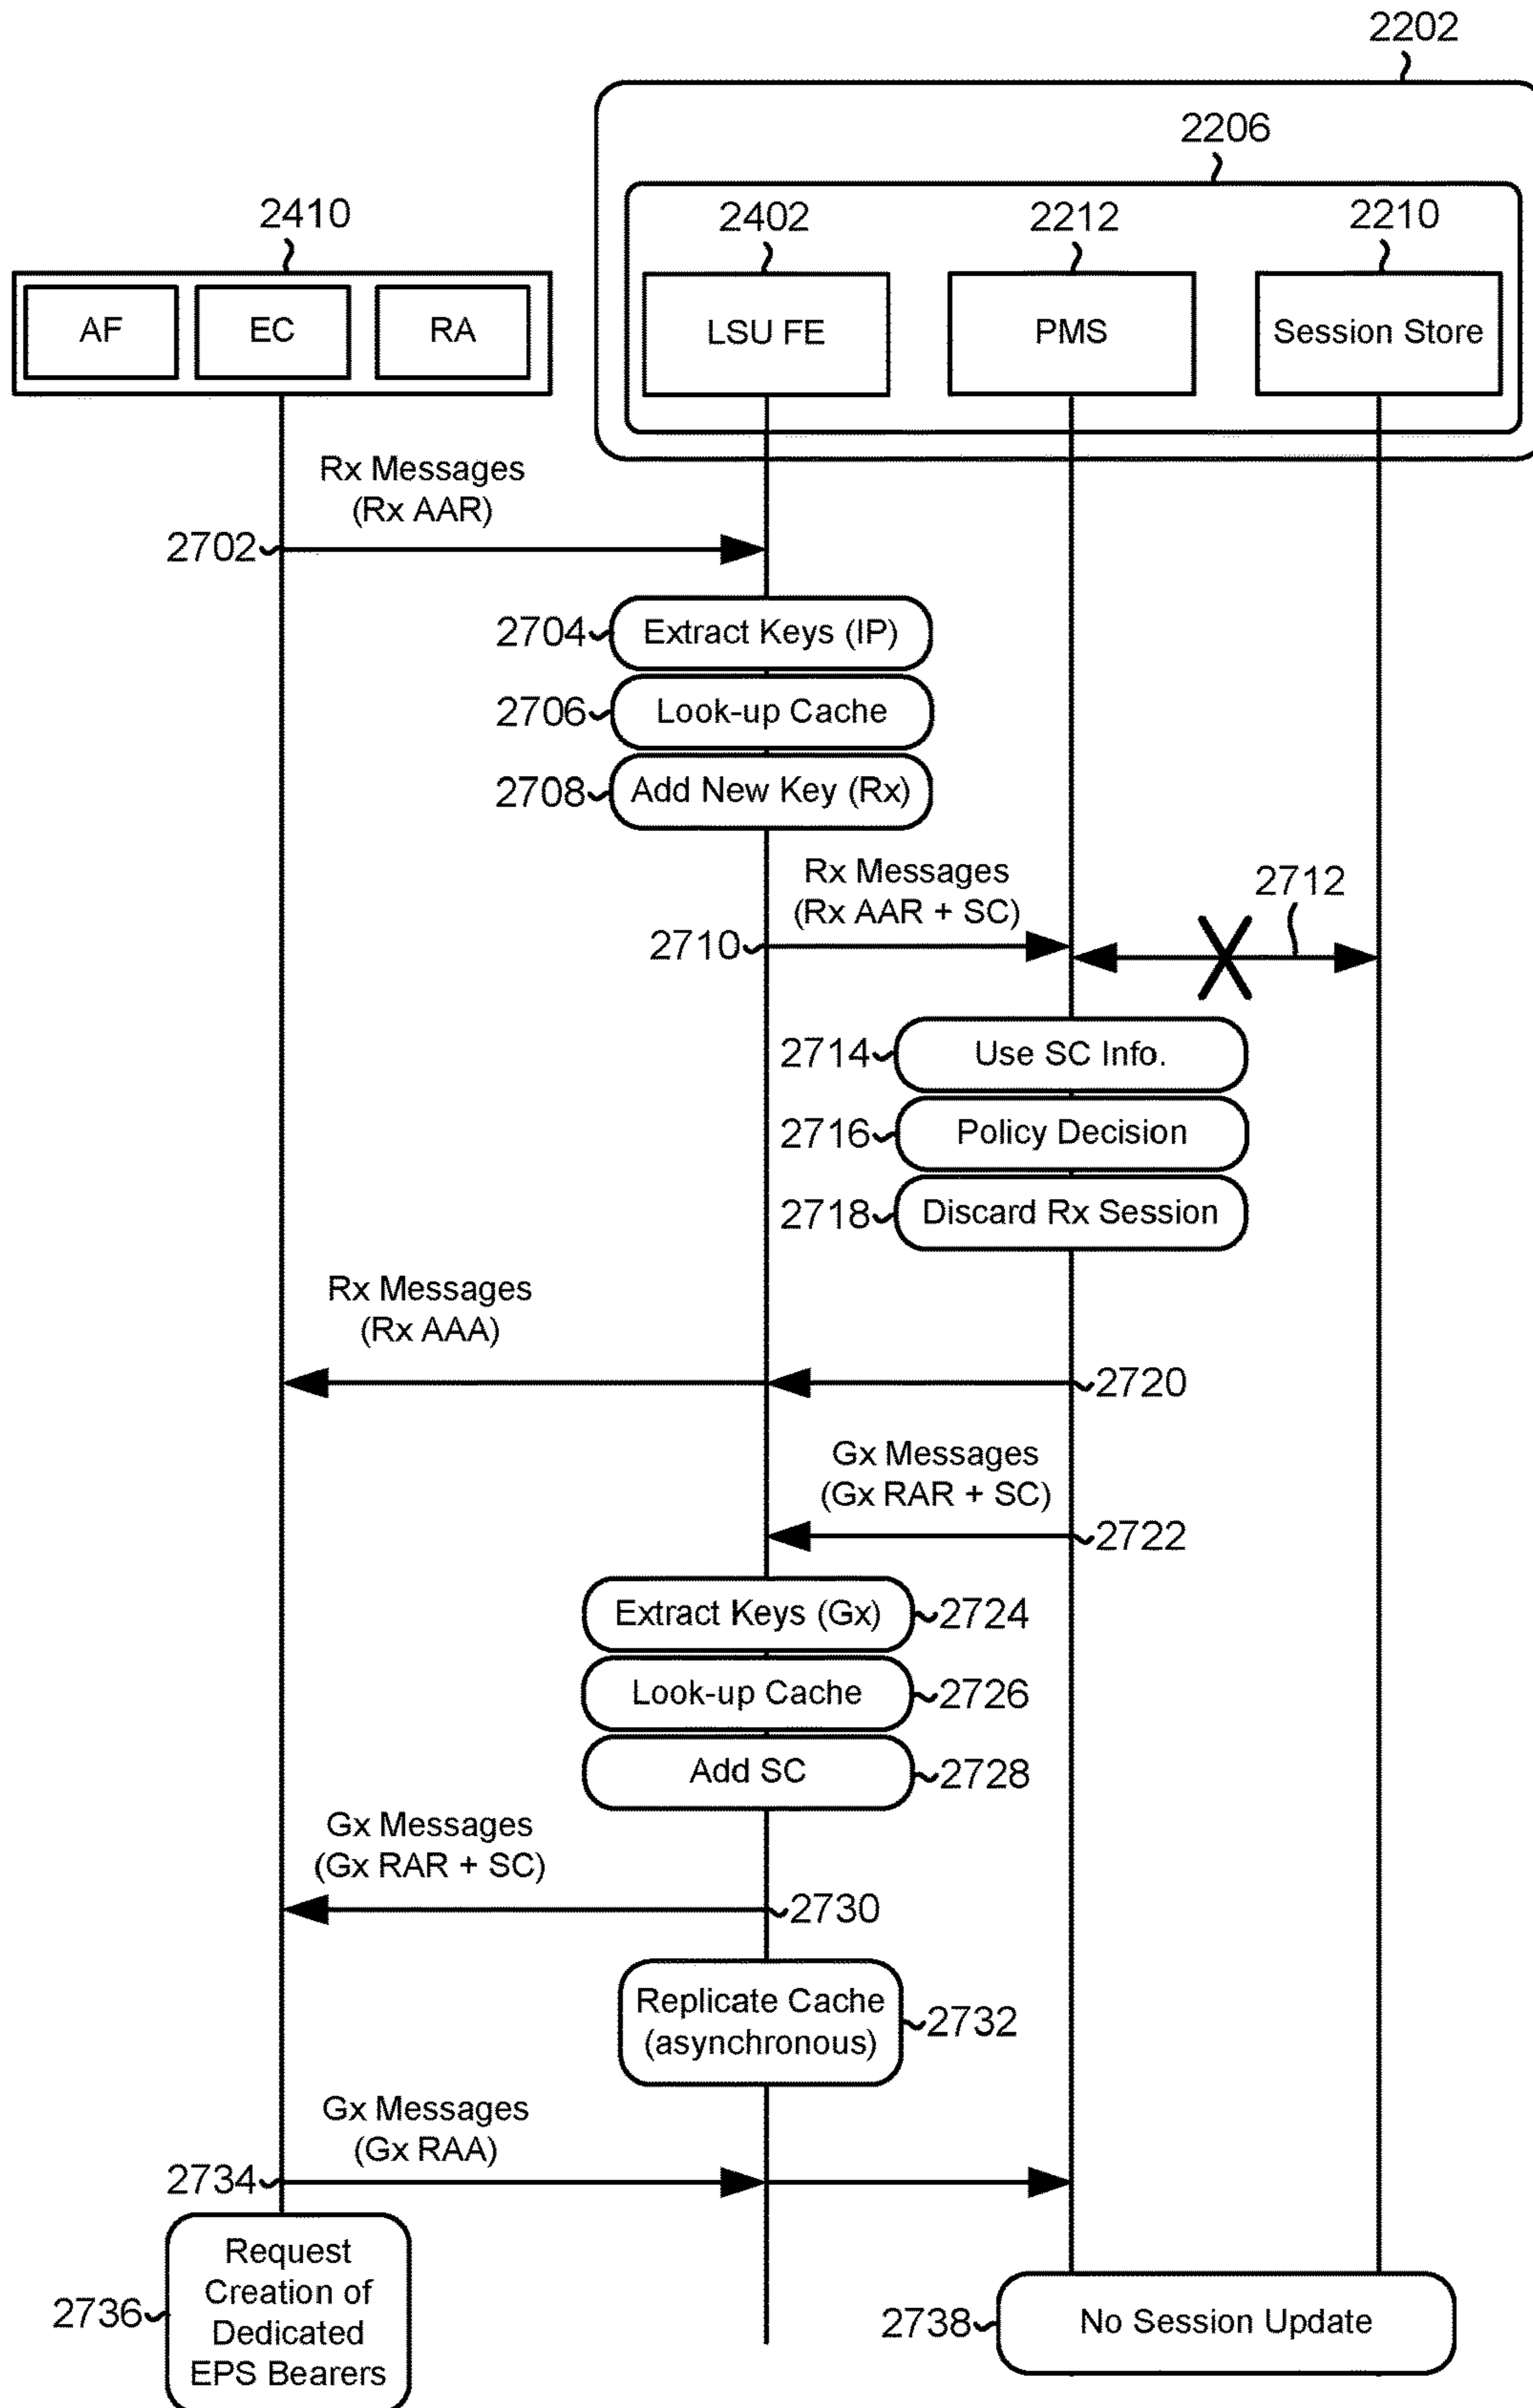 2202
2206
2410
2402
2212
2210
AF
EC
RA
LSU FE
PMS
Session Store
Rx Messages
(Rx AAR)
2702
2704
Extract Keys (IP)
2706
Look-up Cache
2708
Add New Key (Rx)
Rx Messages
(Rx AAR + SC)
2710
2712
2714
Use SC Info.
2716
Policy Decision
2718
Discard Rx Session
Rx Messages
(Rx AAA)
2720
Gx Messages
(Gx RAR + SC)
2722
Extract Keys (Gx)
2724
Look-up Cache
2726
Add SC
2728
Gx Messages
(Gx RAR + SC)
2730
Replicate Cache
(asynchronous)
2732
Gx Messages
(Gx RAA)
2734
2736
Request
Creation of
Dedicated
EPS Bearers
2738
No Session Update